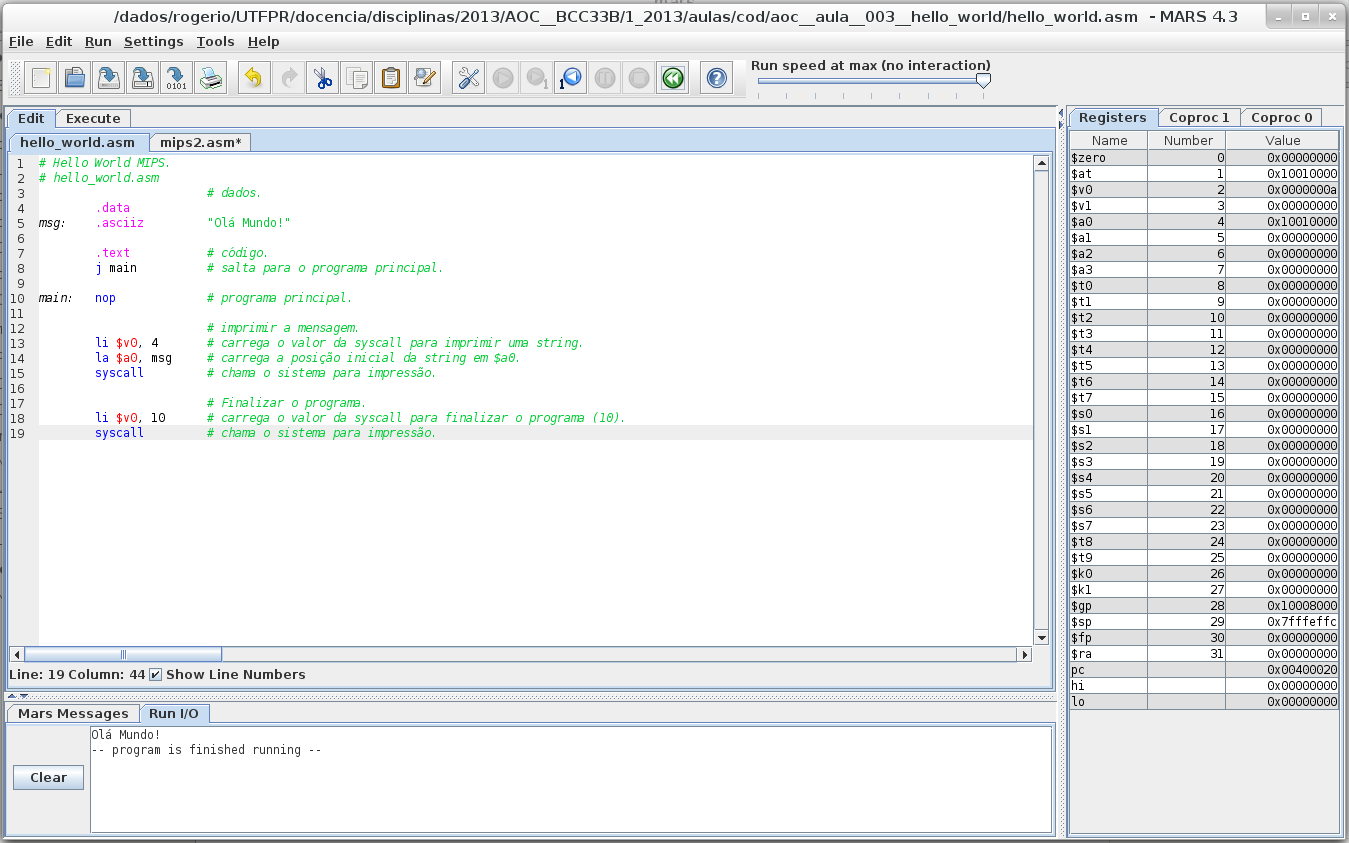 /dados/rogerio/UTFPR/docencia/disciplinas/2013/AOC__BCC33B/1_2013/aulas/cod/aoc__aula__003__hello_world/hello_world.asm - MARS 4.3
File Edit Run Settings Tools Help
Run speed at max (no interaction)
Edit Execute
hello_world.asm mips2.asm*
1 # Hello World MIPS.
2 # hello_world.asm
3 # dados.
4 .data
5 msg: .asciiz "Olá Mundo!"
6
7 .text # código.
8 j main # salta para o programa principal.
9
10 main: nop # programa principal.
11
12 # imprimir a mensagem.
13 li $v0, 4 # carrega o valor da syscall para imprimir uma string.
14 la $a0, msg # carrega a posição inicial da string em $a0.
15 syscall # chama o sistema para impressão.
16
17 # Finalizar o programa.
18 li $v0, 10 # carrega o valor da syscall para finalizar o programa (10).
19 syscall # chama o sistema para impressão.
Line: 19 Column: 44 Show Line Numbers
Mars Messages Run I/O
Clear
Olá Mundo!
-- program is finished running --
Registers Coproc 1 Coproc 0
Name Number Value
$zero 0 0x00000000
$at 1 0x10010000
$v0 2 0x0000000a
$v1 3 0x00000000
$a0 4 0x10010000
$a1 5 0x00000000
$a2 6 0x00000000
$a3 7 0x00000000
$t0 8 0x00000000
$t1 9 0x00000000
$t2 10 0x00000000
$t3 11 0x00000000
$t4 12 0x00000000
$t5 13 0x00000000
$t6 14 0x00000000
$t7 15 0x00000000
$s0 16 0x00000000
$s1 17 0x00000000
$s2 18 0x00000000
$s3 19 0x00000000
$s4 20 0x00000000
$s5 21 0x00000000
$s6 22 0x00000000
$s7 23 0x00000000
$t8 24 0x00000000
$t9 25 0x00000000
$k0 26 0x00000000
$k1 27 0x00000000
$gp 28 0x10008000
$sp 29 0x7fffeffc
$fp 30 0x00000000
$ra 31 0x00000000
pc 0x00400020
hi 0x00000000
lo 0x00000000